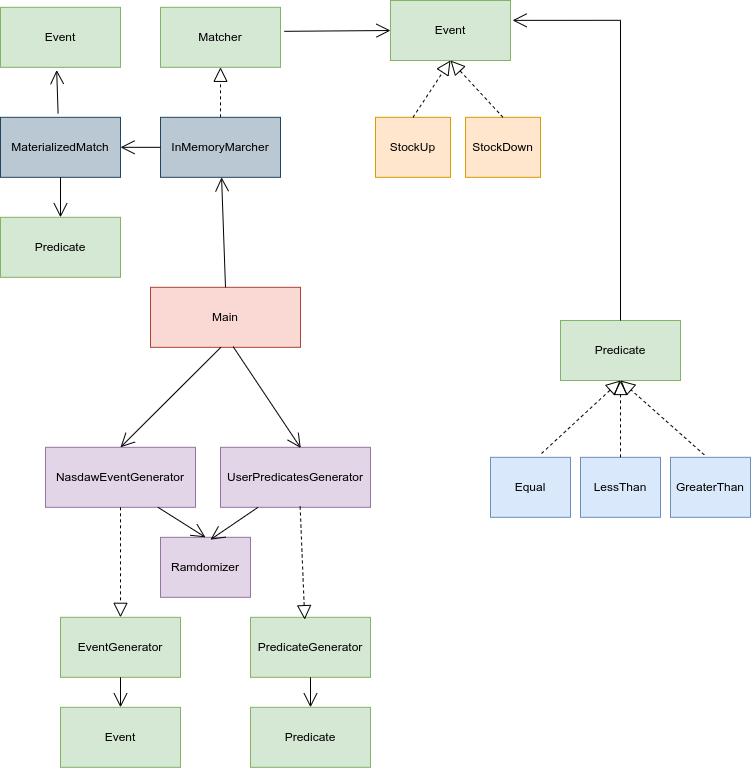 Event
Matcher
Event
MaterializedMatch
InMemoryMarcher
StockUp
StockDown
Predicate
Main
Predicate
NasdawEventGenerator
UserPredicatesGenerator
Equal
LessThan
GreaterThan
Ramdomizer
EventGenerator
PredicateGenerator
Event
Predicate